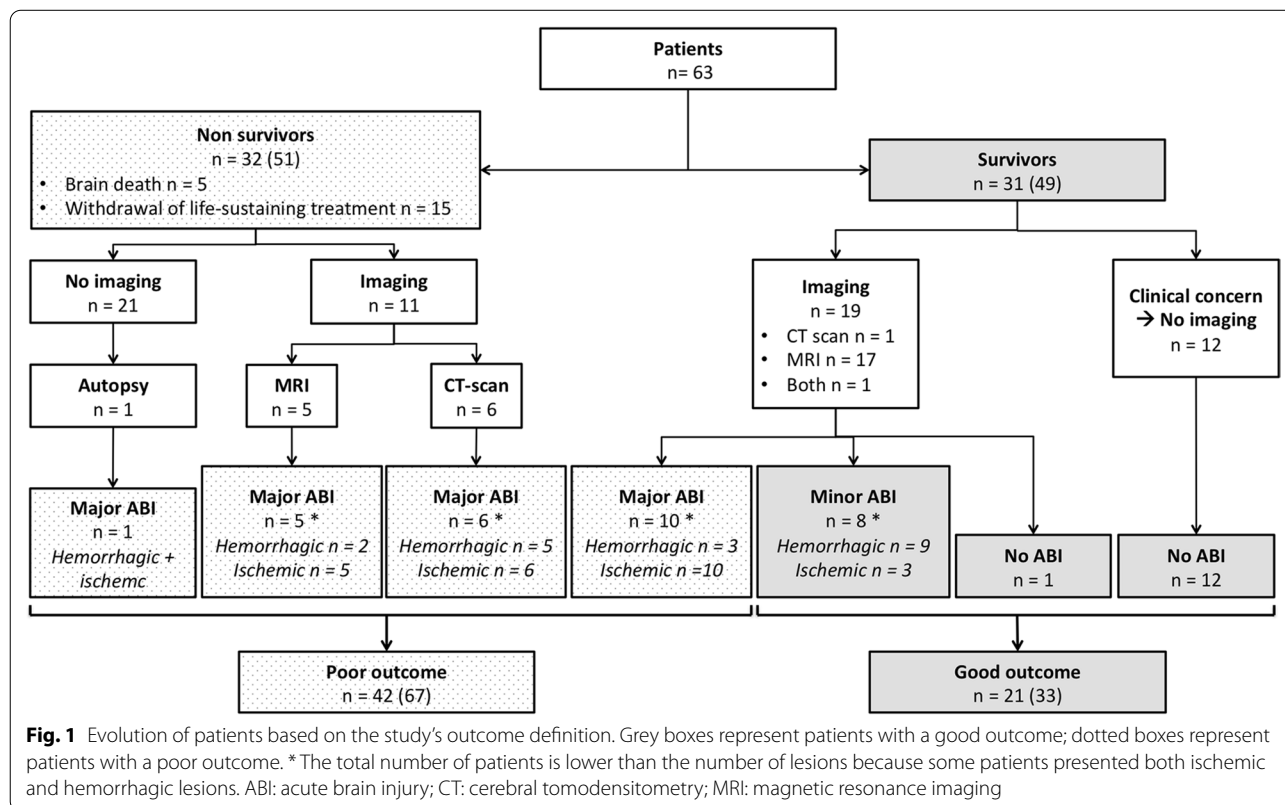 Patients
n= 63
Non survivors
n = 32 (51)
• Brain death n = 5
• Withdrawal of life-sustaining treatment n = 15
Survivors
n = 31 (49)
No imaging
n = 21
Imaging
n = 11
Imaging
n = 19
• CT scan n = 1
• MRI n = 17
• Both n = 1
Clinical concern
→ No imaging
n = 12
Autopsy
n = 1
MRI
n = 5
CT-scan
n = 6
Major ABI
n = 1
Hemorrhagic +
ischemc
Major ABI
n = 5 *
Hemorrhagic n = 2
Ischemic n = 5
Major ABI
n = 6 *
Hemorrhagic n = 5
Ischemic n = 6
Major ABI
n = 10 *
Hemorrhagic n = 3
Ischemic n =10
Minor ABI
n = 8 *
Hemorrhagic n = 9
Ischemic n = 3
No ABI
n = 1
No ABI
n = 12
Poor outcome
n = 42 (67)
Good outcome
n = 21 (33)
Fig. 1 Evolution of patients based on the study’s outcome definition. Grey boxes represent patients with a good outcome; dotted boxes represent
patients with a poor outcome. * The total number of patients is lower than the number of lesions because some patients presented both ischemic
and hemorrhagic lesions. ABI: acute brain injury; CT: cerebral tomodensitometry; MRI: magnetic resonance imaging